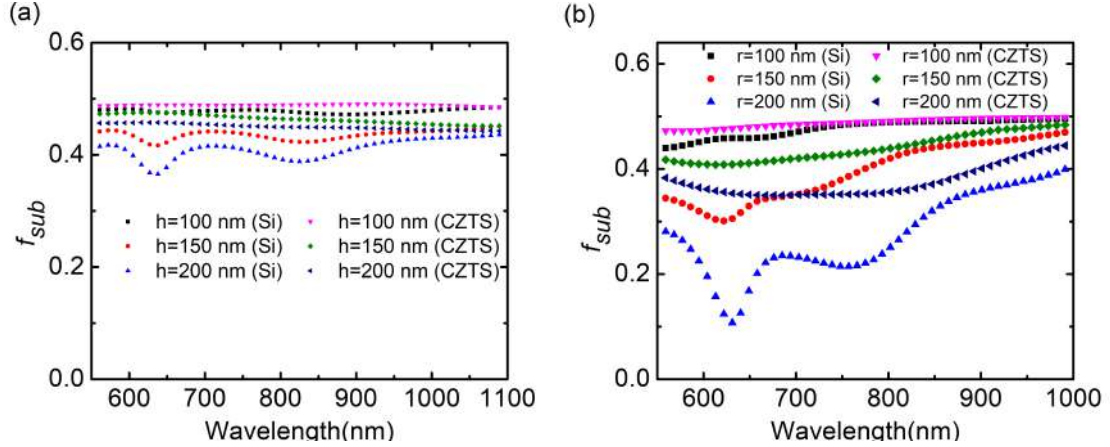 (a)
0.6
0.4
0.2
0.0
f_sub
h=100 nm (Si) h=100 nm (CZTS)
h=150 nm (Si) h=150 nm (CZTS)
h=200 nm (Si) h=200 nm (CZTS)
600 700 800 900 1000 1100
Wavelength(nm)
(b)
0.6
0.4
0.2
0.0
f_sub
r=100 nm (Si) r=100 nm (CZTS)
r=150 nm (Si) r=150 nm (CZTS)
r=200 nm (Si) r=200 nm (CZTS)
600 700 800 900 1000
Wavelength(nm)